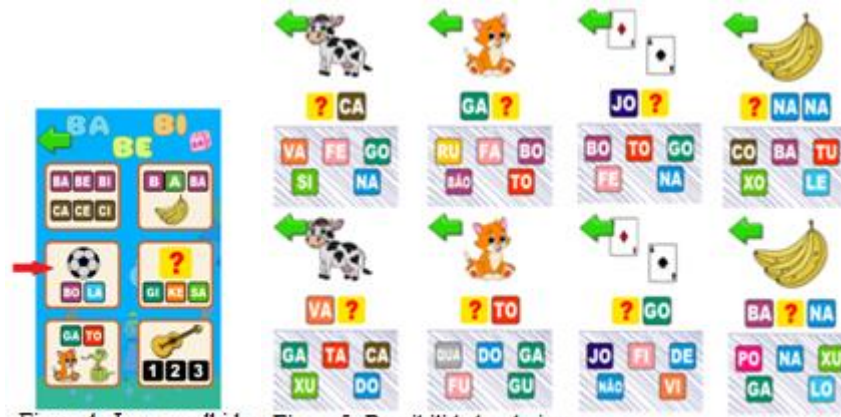 BA BE BI
BA BE BI
CA CE CI
B A BA
BO LA
?
GI KE SA
GA TO
1 2 3
? CA
VA FE GO
SI NA
GA ?
RU FA BO
BÃO TO
JO ?
BO TO GO
FE NA
? NA NA
CO BA TU
XO LE
VA ?
GA TA CA
XU DO
? TO
QUA DO GA
FU GU
? GO
JO FI DE
NÃO VI
BA ? NA
PO NA XU
GA LO